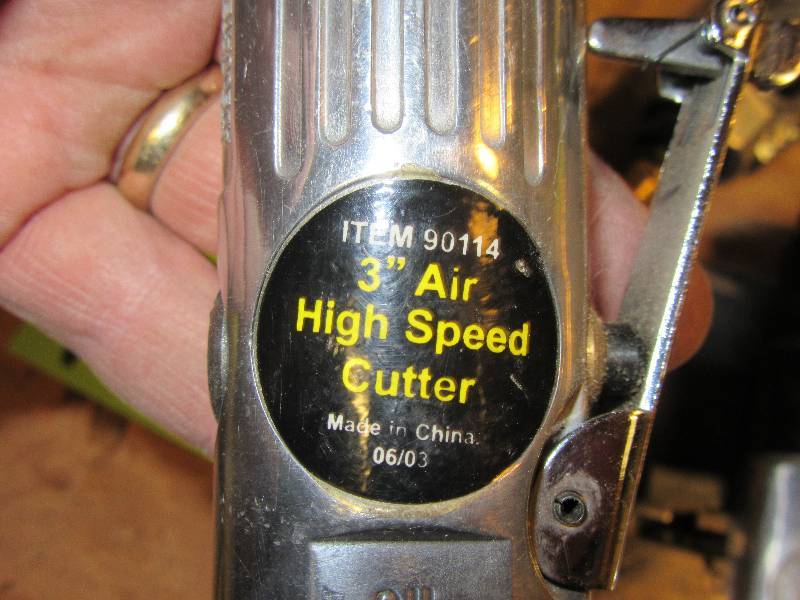 ITEM 90114
3" Air
High Speed
Cutter
Made in China.
06/03